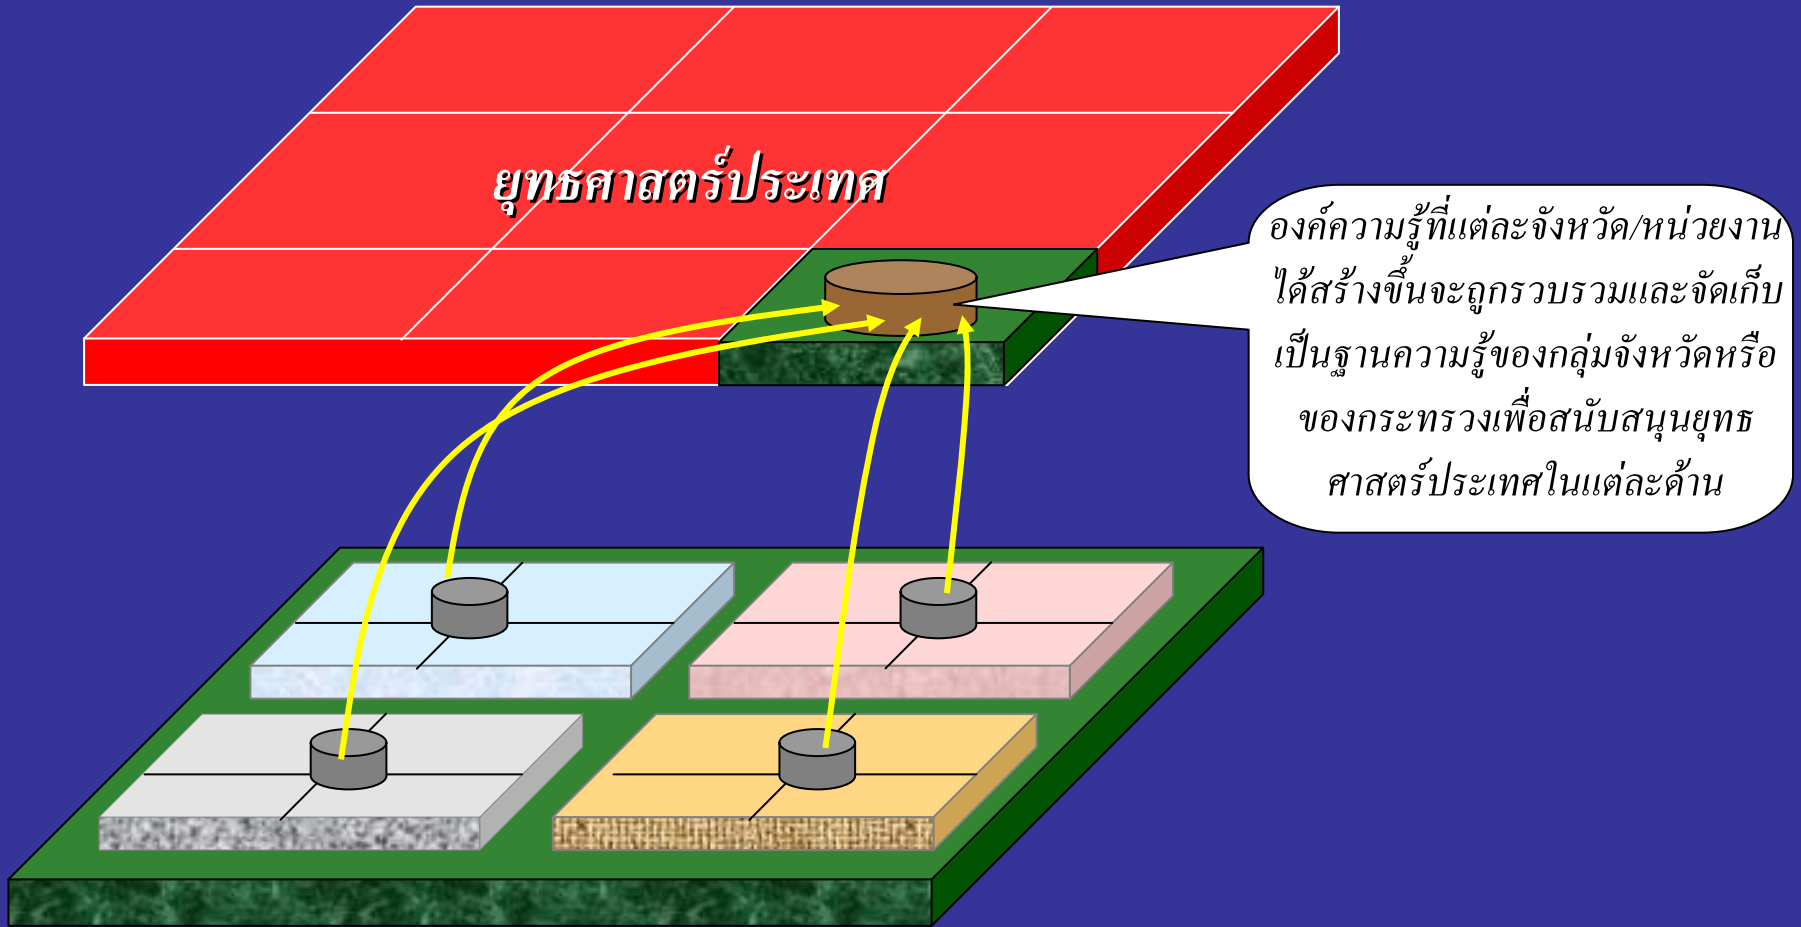 ยุทธศาสตร์ประเทศ
องค์ความรู้ที่แต่ละจังหวัด/หน่วยงาน
ได้สร้างขึ้นจะถูกรวบรวมและจัดเก็บ
เป็นฐานความรู้ของกลุ่มจังหวัดหรือ
ของกระทรวงเพื่อสนับสนุนยุทธ
ศาสตร์ประเทศในแต่ละด้าน